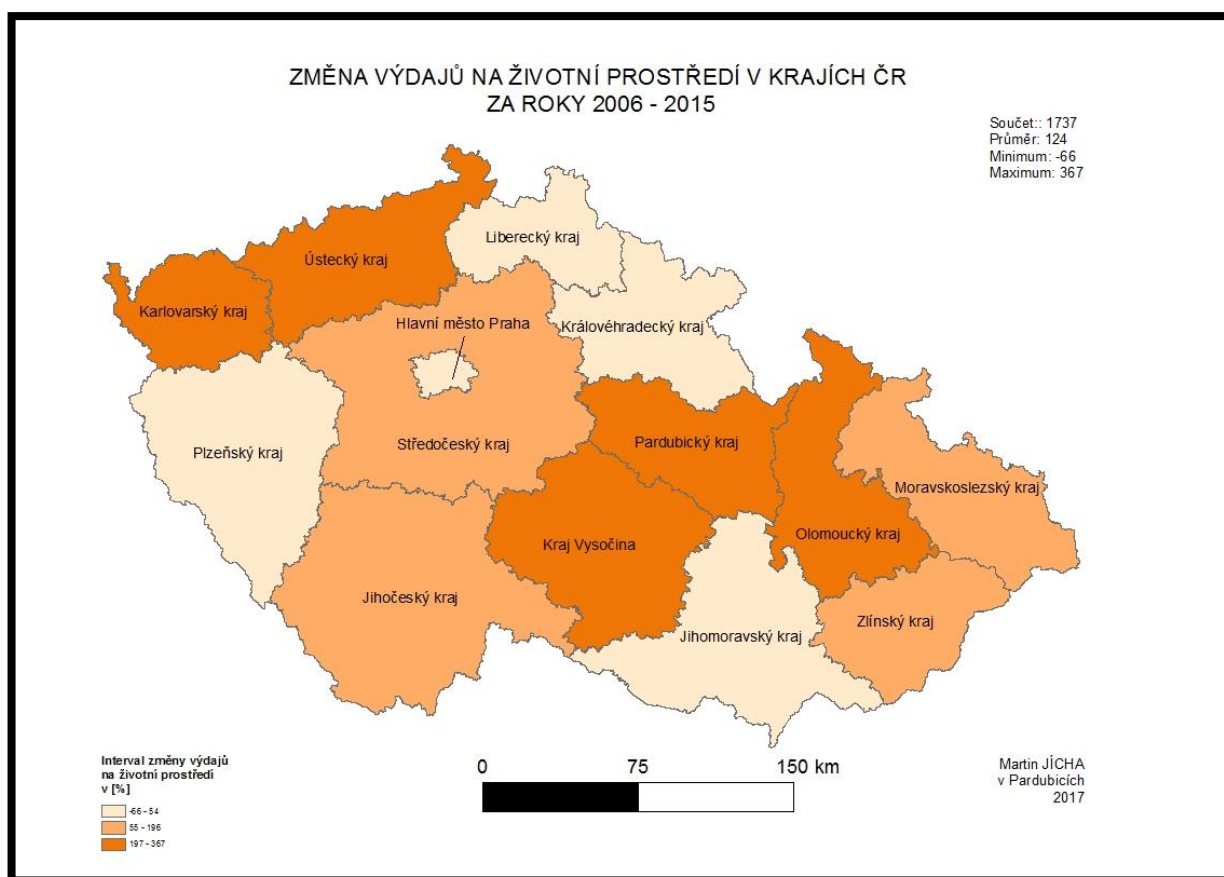 ZMĚNA VÝDAJŮ NA ŽIVOTNÍ PROSTŘEDÍ V KRAJÍCH ČR
ZA ROKY 2006 - 2015
Součet:: 1737
Průměr: 124
Minimum: -66
Maximum: 367
Liberecký kraj
Ústecký kraj
Karlovarský kraj
Hlavní město Praha
Královéhradecký kraj
Středočeský kraj
Pardubický kraj
Plzeňský kraj
Moravskoslezský kraj
Olomoucký kraj
Kraj Vysočina
Jihočeský kraj
Zlínský kraj
Jihomoravský kraj
Interval změny výdajů
na životní prostředí
v [%]
-66 - 54
55 - 196
197 - 367
0 75 150 km
Martin JÍCHA
v Pardubicích
2017